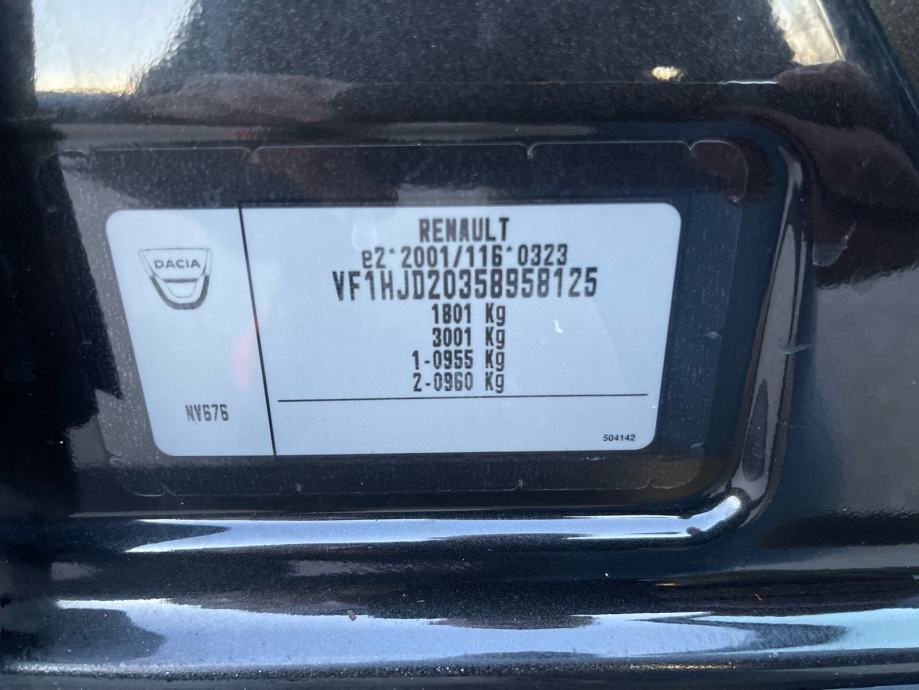 RENAULT
e2*2001/116*0323
VF1HJD20358958125
1801 Kg
3001 Kg
1-0955 Kg
2-0960 Kg
DACIA
NV676
504142